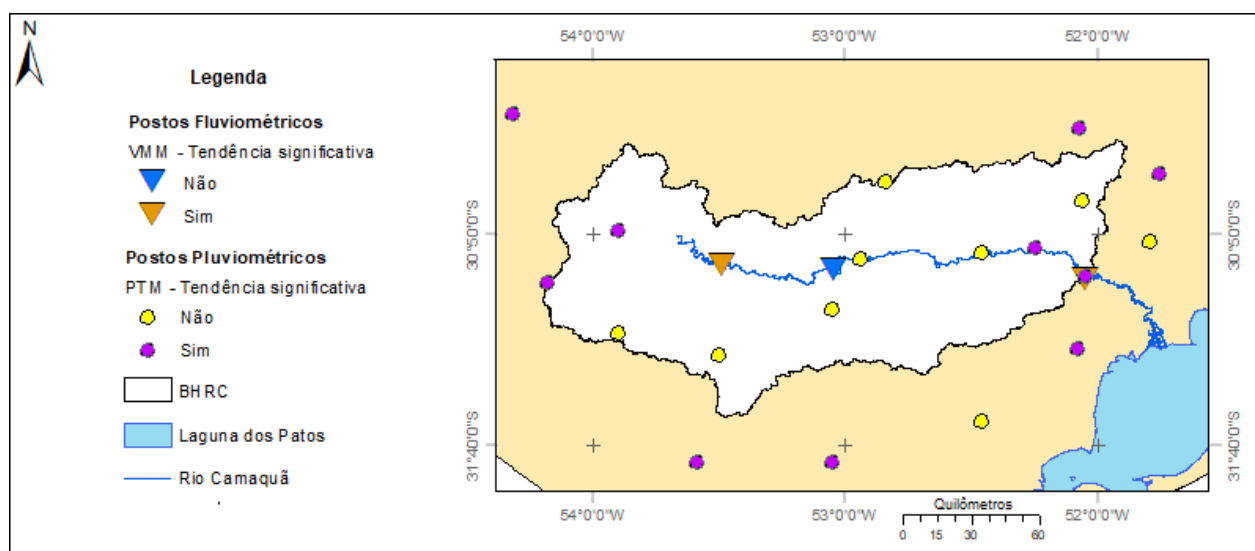 N
Legenda
Postos Fluviométricos
VMM - Tendência significativa
Não
Sim
Postos Pluviométricos
PTM - Tendência significativa
Não
Sim
BHRC
Laguna dos Patos
Rio Camaquã
54°0'0"W 53°0'0"W 52°0'0"W
30°50'0"S 30°50'0"S
31°40'0"S 31°40'0"S
54°0'0"W 53°0'0"W 52°0'0"W
Quilômetros
0 15 30 60